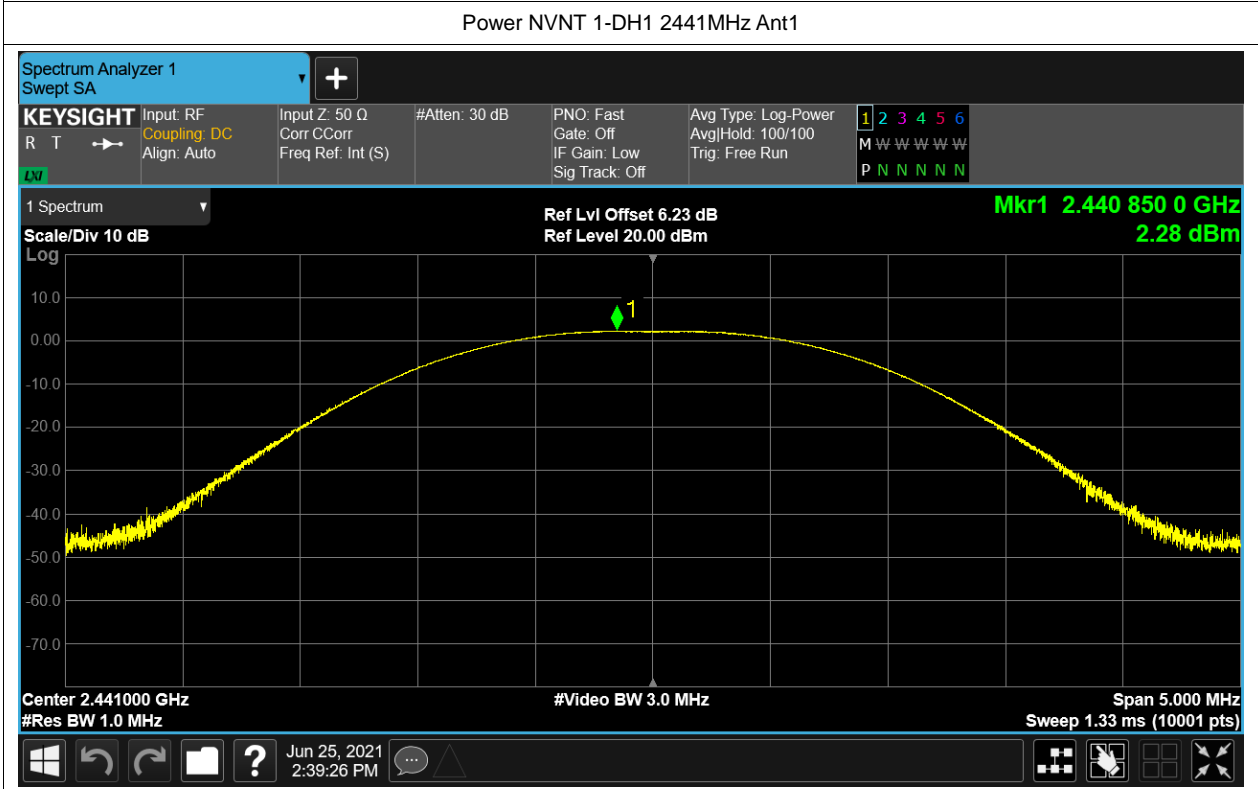 Power NVNT 1-DH1 2441MHz Ant1
Spectrum Analyzer 1
Swept SA
KEYSIGHT
R T
LXI
Input: RF
Coupling: DC
Align: Auto
Input Z: 50 Ω
Corr CCorr
Freq Ref: Int (S)
#Atten: 30 dB
PNO: Fast
Gate: Off
IF Gain: Low
Sig Track: Off
Avg Type: Log-Power
Avg|Hold: 100/100
Trig: Free Run
1 2 3 4 5 6
M W W W W W
P N N N N N
1 Spectrum
Scale/Div 10 dB
Log
Ref Lvl Offset 6.23 dB
Ref Level 20.00 dBm
Mkr1 2.440 850 0 GHz
2.28 dBm
1
10.0
0.00
-10.0
-20.0
-30.0
-40.0
-50.0
-60.0
-70.0
Center 2.441000 GHz
#Res BW 1.0 MHz
#Video BW 3.0 MHz
Span 5.000 MHz
Sweep 1.33 ms (10001 pts)
?
Jun 25, 2021
2:39:26 PM